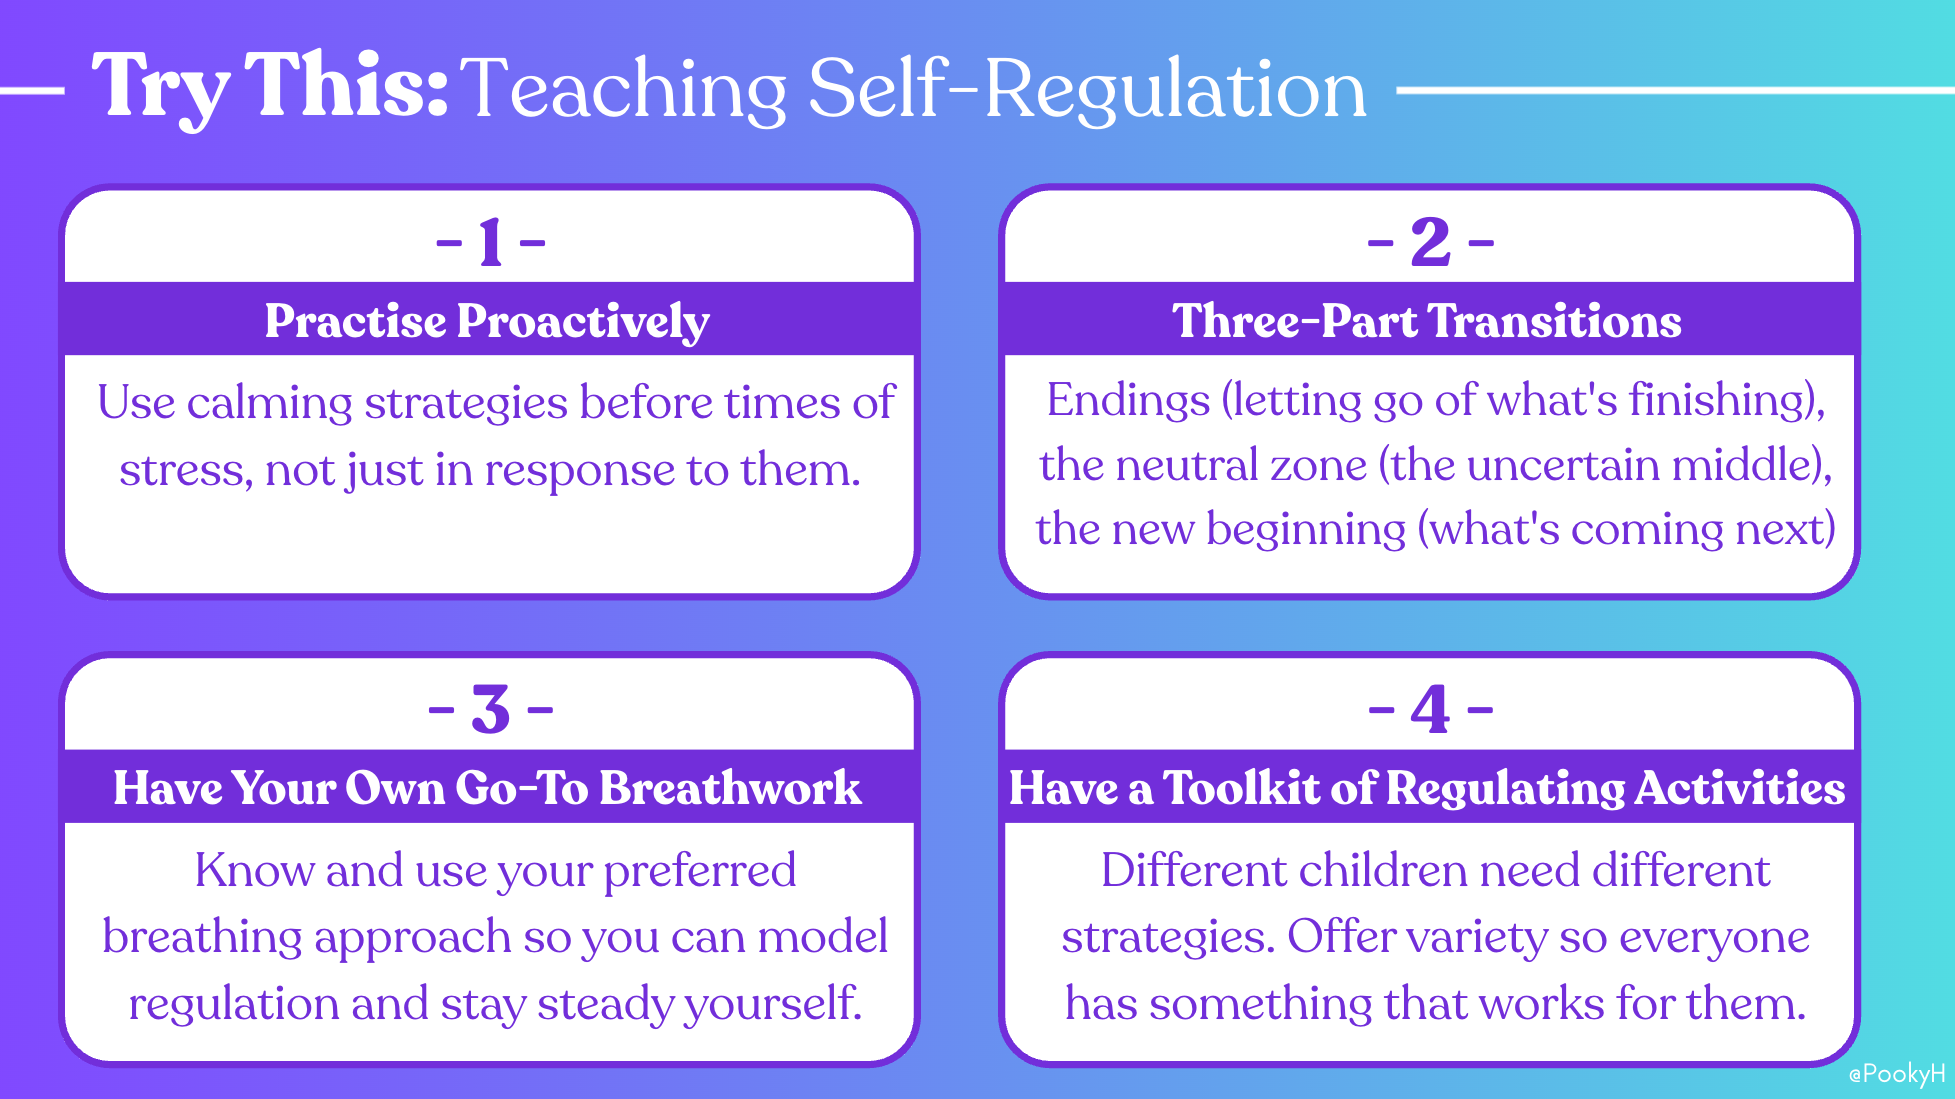 Try This: Teaching Self-Regulation
- 1 -
Practise Proactively
Use calming strategies before times of
stress, not just in response to them.
- 2 -
Three-Part Transitions
Endings (letting go of what's finishing),
the neutral zone (the uncertain middle),
the new beginning (what's coming next)
- 3 -
Have Your Own Go-To Breathwork
Know and use your preferred
breathing approach so you can model
regulation and stay steady yourself.
- 4 -
Have a Toolkit of Regulating Activities
Different children need different
strategies. Offer variety so everyone
has something that works for them.
@PookyH